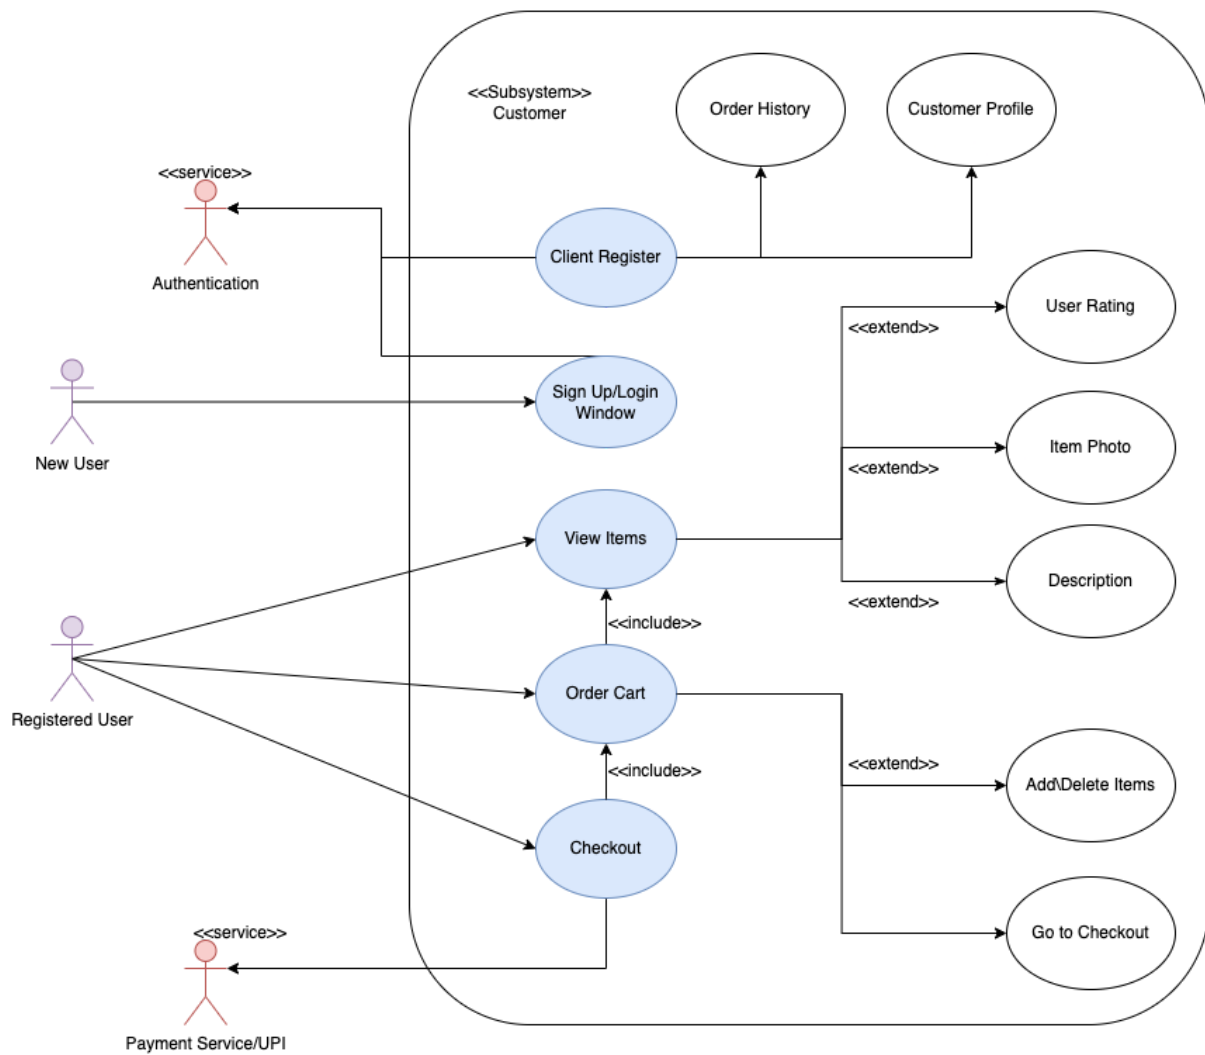 <<Subsystem>>
Customer
Order History
Customer Profile
<<service>>
Authentication
Client Register
User Rating
<<extend>>
Sign Up/Login
Window
New User
Item Photo
<<extend>>
View Items
Description
<<extend>>
<<include>>
Registered User
Order Cart
<<include>>
<<extend>>
Add\Delete Items
Checkout
<<service>>
Go to Checkout
Payment Service/UPI